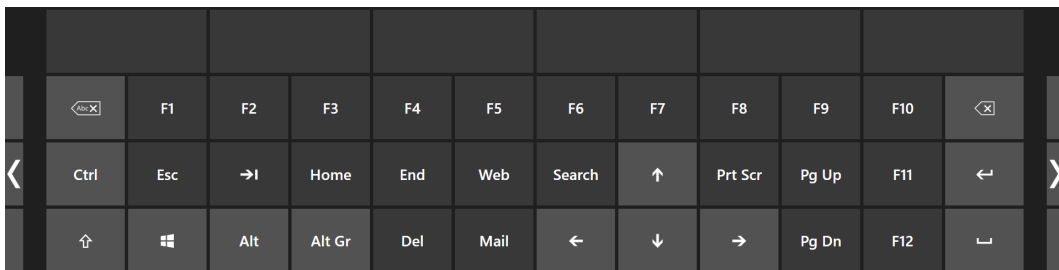 Abc F1 F2 F3 F4 F5 F6 F7 F8 F9 F10
Ctrl Esc Home End Web Search Prt Scr Pg Up F11
Alt Alt Gr Del Mail Pg Dn F12